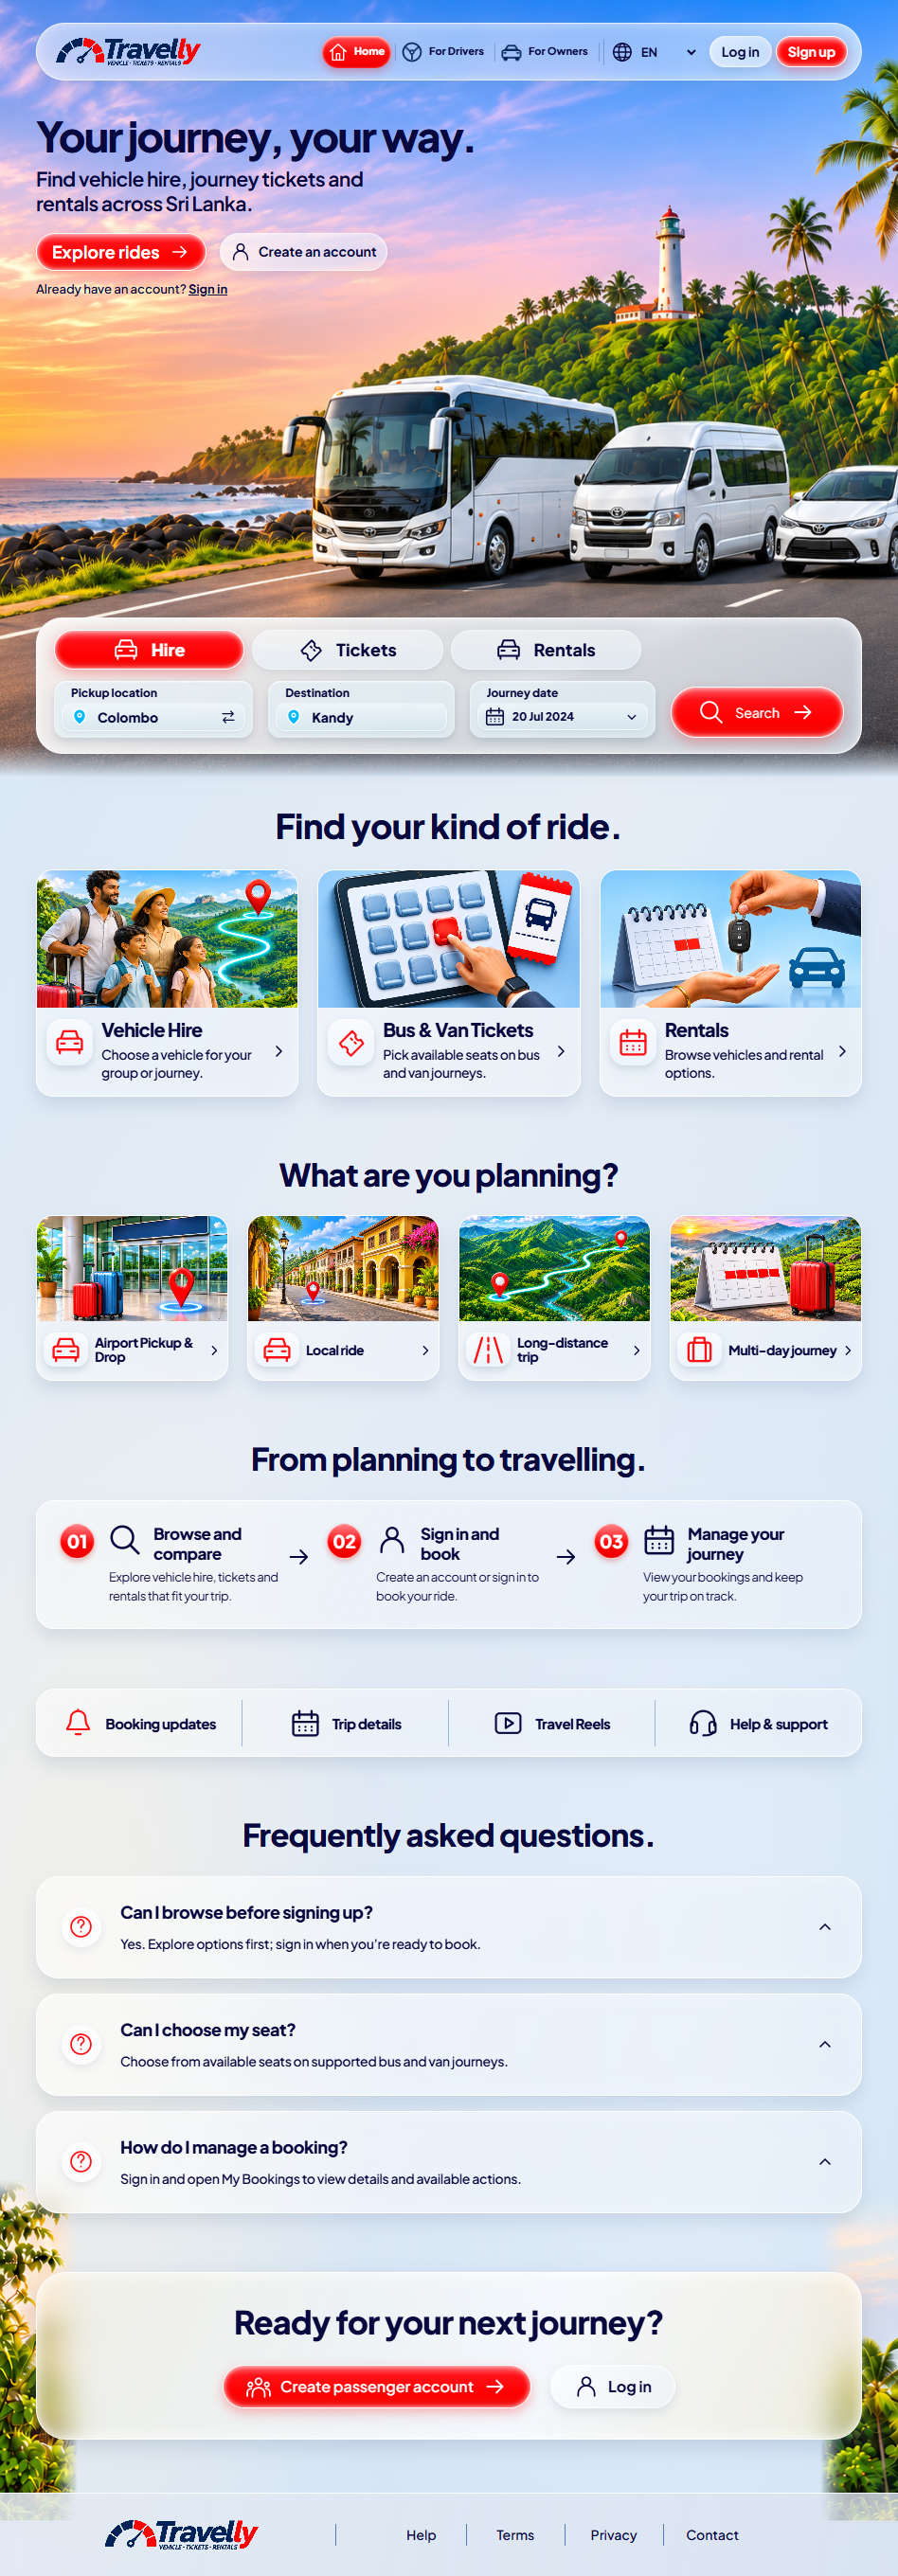 Travelly
VEHICLE • TICKETS • RENTALS
Home
For Drivers
For Owners
EN
Log in
Sign up
Your journey, your way.
Find vehicle hire, journey tickets and
rentals across Sri Lanka.
Explore rides
Create an account
Already have an account? Sign in
Hire
Tickets
Rentals
Pickup location
Destination
Journey date
Colombo
Kandy
20 Jul 2024
Search
Find your kind of ride.
Vehicle Hire
Choose a vehicle for your
group or journey.
Bus & Van Tickets
Pick available seats on bus
and van journeys.
Rentals
Browse vehicles and rental
options.
What are you planning?
Airport Pickup &
Drop
Local ride
Long-distance
trip
Multi-day journey
From planning to travelling.
01
Browse and
compare
Explore vehicle hire, tickets and
rentals that fit your trip.
02
Sign in and
book
Create an account or sign in to
book your ride.
03
Manage your
journey
View your bookings and keep
your trip on track.
Booking updates
Trip details
Travel Reels
Help & support
Frequently asked questions.
Can I browse before signing up?
Yes. Explore options first; sign in when you're ready to book.
Can I choose my seat?
Choose from available seats on supported bus and van journeys.
How do I manage a booking?
Sign in and open My Bookings to view details and available actions.
Ready for your next journey?
Create passenger account
Log in
Travelly
VEHICLE • TICKETS • RENTALS
Help
Terms
Privacy
Contact